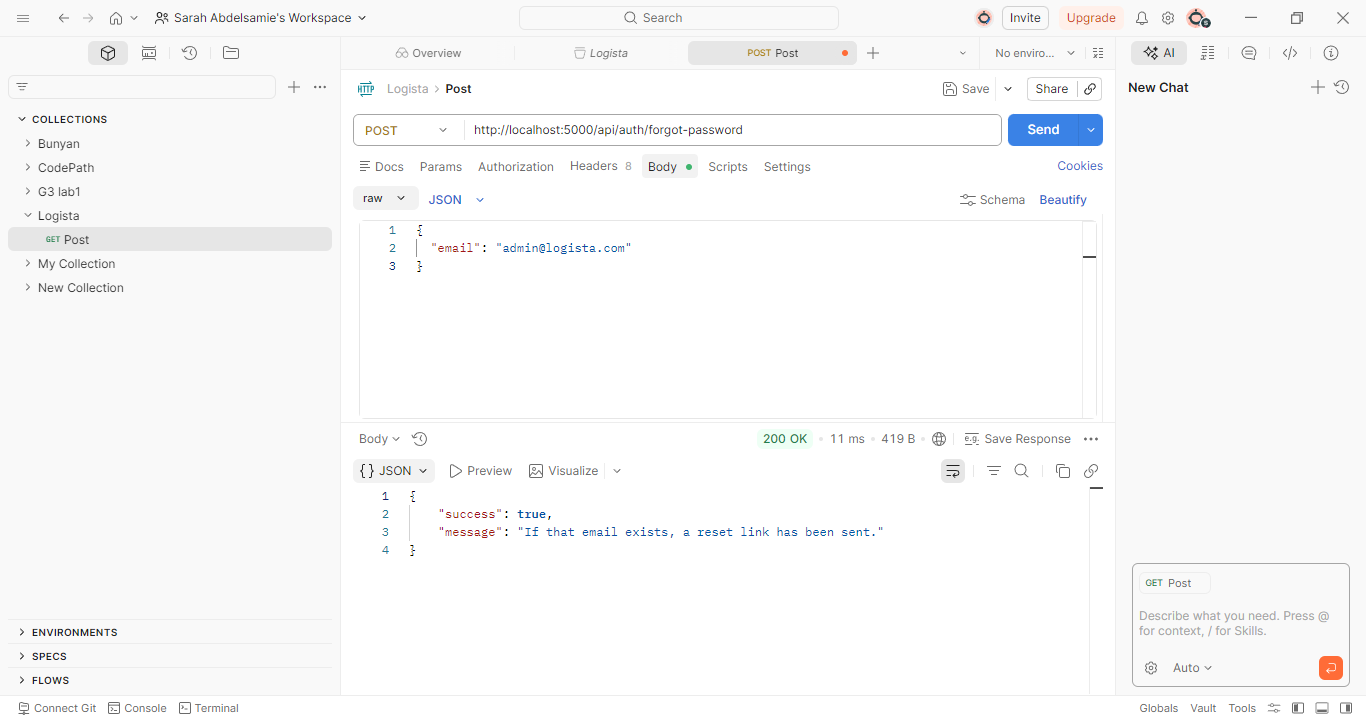 Sarah Abdelsamie's Workspace
Search
Invite
Upgrade
Overview
Logista
POST Post
No enviro...
AI
COLLECTIONS
Bunyan
CodePath
G3 lab1
Logista
GET Post
My Collection
New Collection
ENVIRONMENTS
SPECS
FLOWS
HTTP
Logista > Post
Save
Share
POST
http://localhost:5000/api/auth/forgot-password
Send
Docs
Params
Authorization
Headers 8
Body
Scripts
Settings
Cookies
raw
JSON
Schema
Beautify
1 {
2 "email": "admin@logista.com"
3 }
Body
200 OK • 11 ms • 419 B
e.g. Save Response
{} JSON
Preview
Visualize
1 {
2 "success": true,
3 "message": "If that email exists, a reset link has been sent."
4 }
New Chat
GET Post
Describe what you need. Press @
for context, / for Skills.
Auto
Connect Git
Console
Terminal
Globals
Vault
Tools